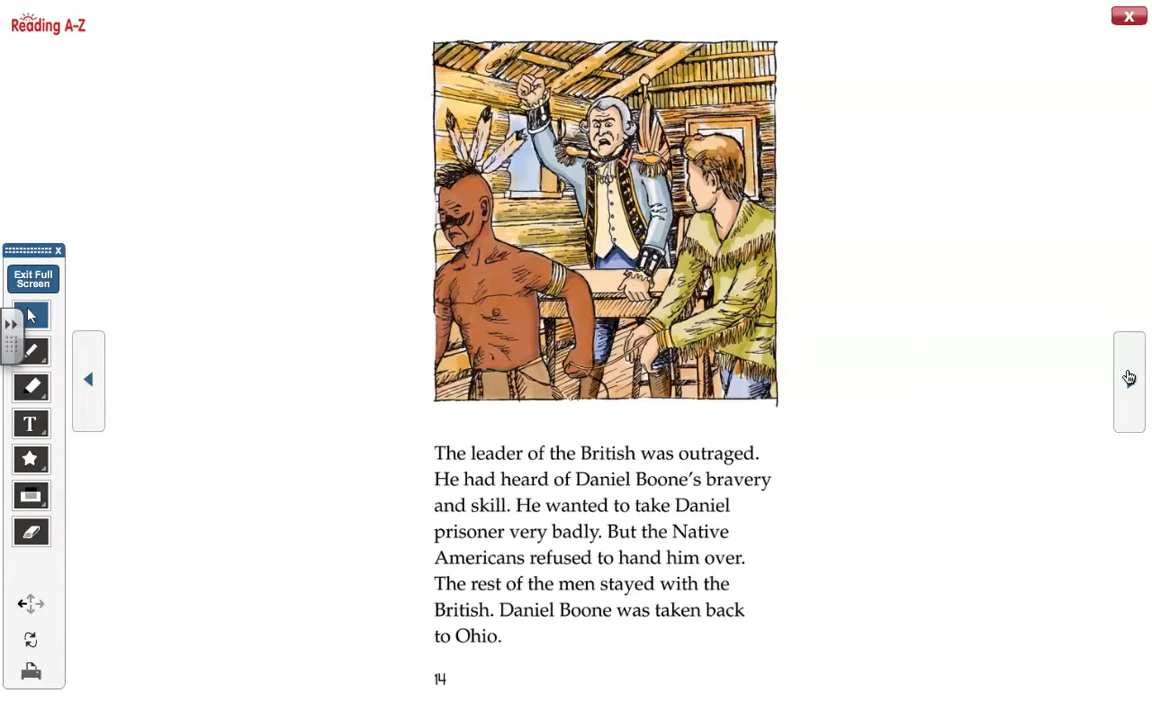 Reading A-Z
X
x
Exit Full
Screen
T
The leader of the British was outraged.
He had heard of Daniel Boone's bravery
and skill. He wanted to take Daniel
prisoner very badly. But the Native
Americans refused to hand him over.
The rest of the men stayed with the
British. Daniel Boone was taken back
to Ohio.
14